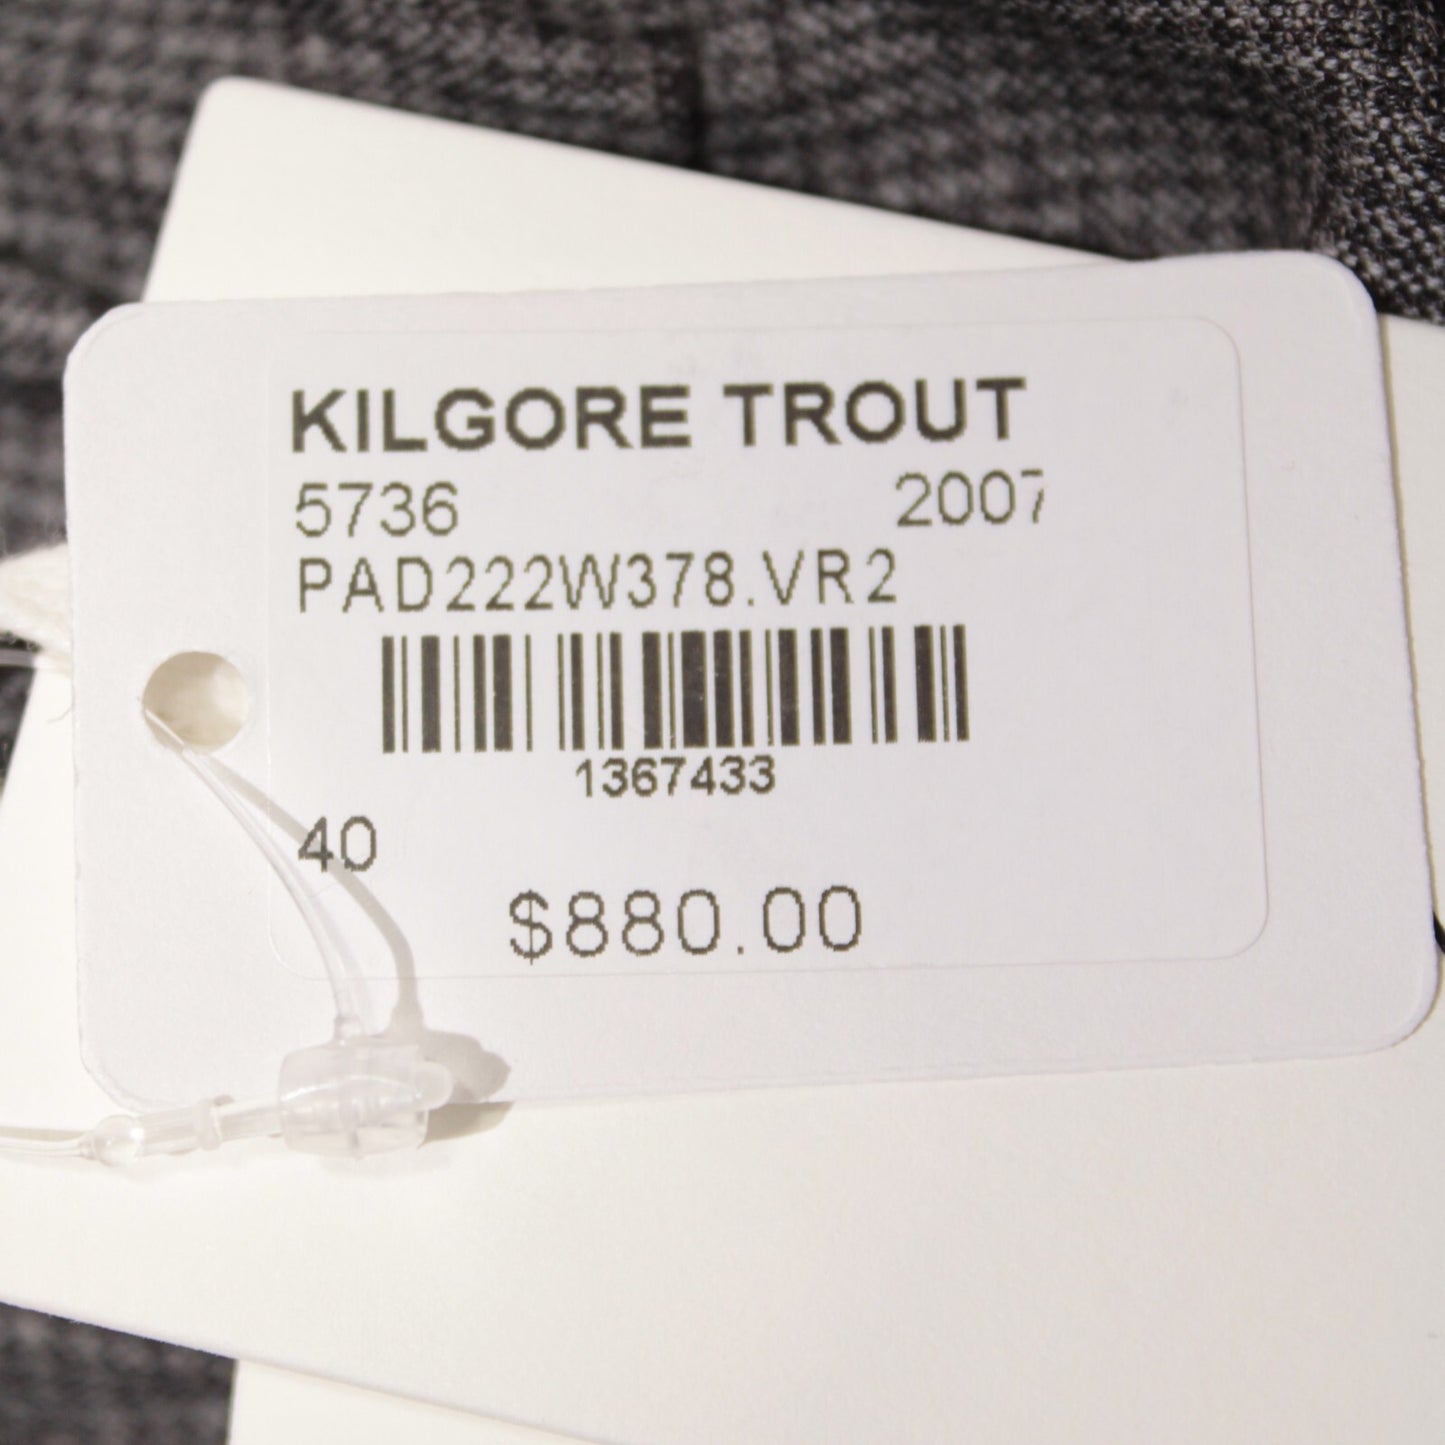 KILGORE TROUT
5736 2007
PAD222W378.VR2
1367433
40
$880.00